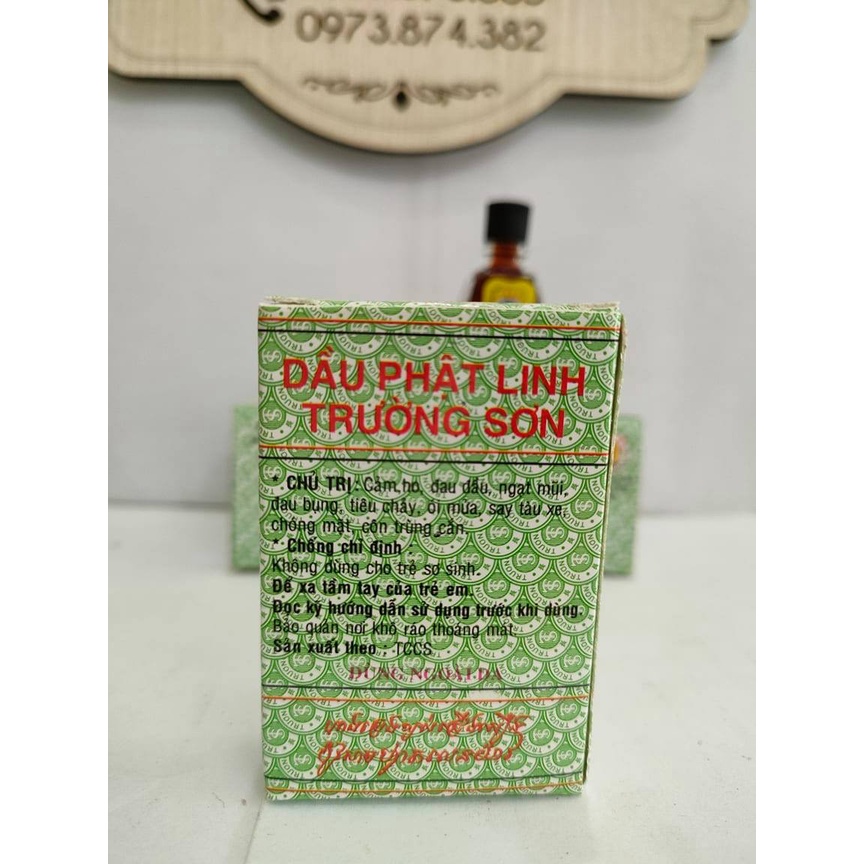 0973.874.382
DẦU PHẬT LINH
TRƯỜNG SƠN
* CHỦ TRỊ: Cảm ho, đau đầu, ngạt mũi,
đau bụng, tiêu chảy, ói mửa, say tàu xe,
chóng mặt, côn trùng cắn.
* Chống chỉ định :
Không dùng cho trẻ sơ sinh.
Để xa tầm tay của trẻ em.
Đọc kỹ hướng dẫn sử dụng trước khi dùng.
Bảo quản nơi khô ráo thoáng mát
Sản xuất theo : TCCS
DÙNG NGOÀI DA